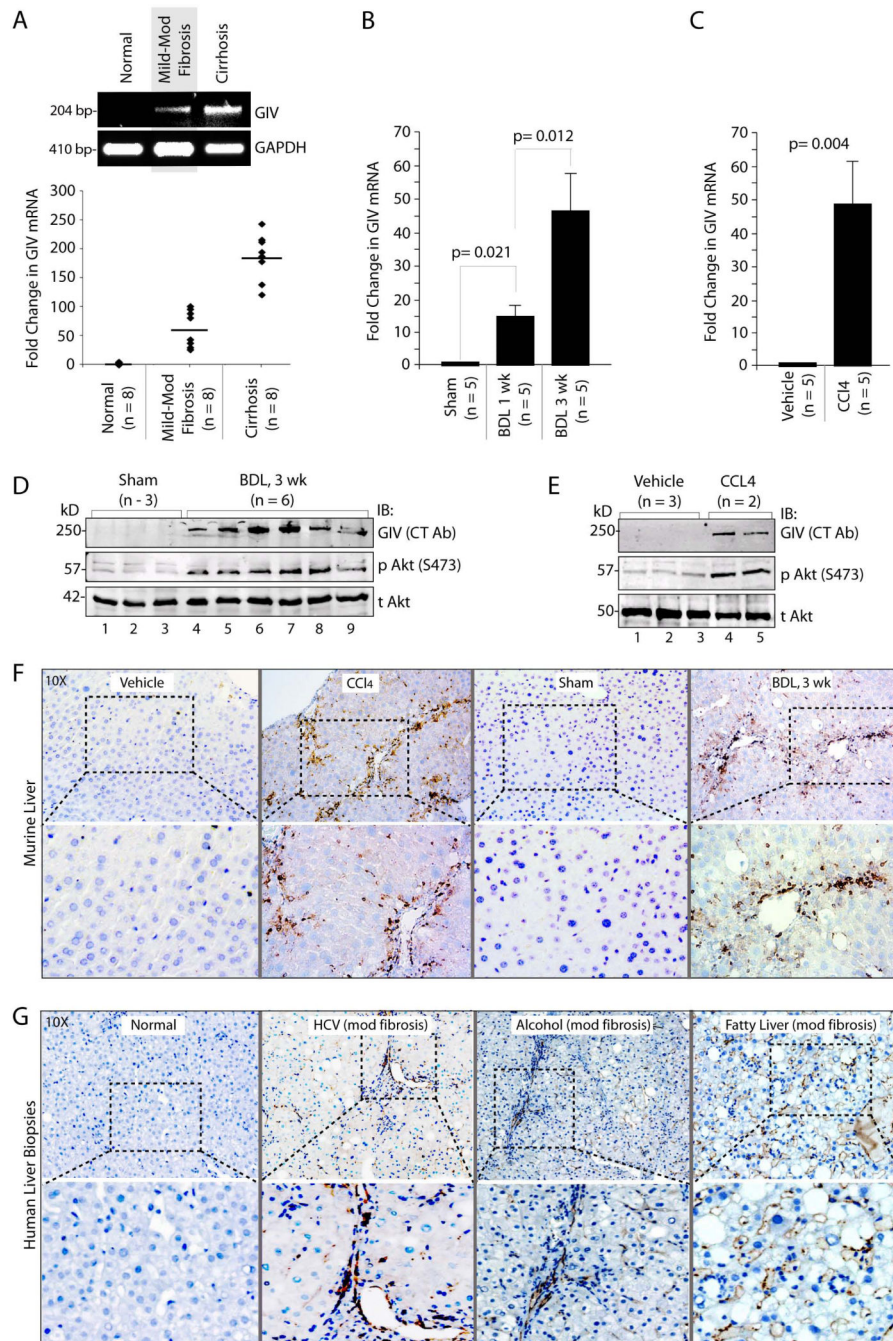 A
Normal
Mild-Mod
Fibrosis
Cirrhosis
204 bp-
GIV
410 bp-
GAPDH
Fold Change in GIV mRNA
300
250
200
150
100
50
0
Normal
(n = 8)
Mild-Mod
Fibrosis
(n = 8)
Cirrhosis
(n = 8)
B
Fold Change in GIV mRNA
70
60
50
40
30
20
10
0
p= 0.012
p= 0.021
Sham
(n = 5)
BDL 1 wk
(n = 5)
BDL 3 wk
(n = 5)
C
Fold Change in GIV mRNA
70
60
50
40
30
20
10
0
p= 0.004
Vehicle
(n = 5)
CCl4
(n = 5)
D
Sham
(n - 3)
BDL, 3 wk
(n = 6)
kD
IB:
250
GIV (CT Ab)
57
p Akt (S473)
42
t Akt
1 2 3 4 5 6 7 8 9
E
Vehicle
(n = 3)
CCL4
(n = 2)
kD
IB:
250
GIV (CT Ab)
57
p Akt (S473)
50
t Akt
1 2 3 4 5
F
Murine Liver
10X
Vehicle
CCl4
Sham
BDL, 3 wk
G
Human Liver Biopsies
10X
Normal
HCV (mod fibrosis)
Alcohol (mod fibrosis)
Fatty Liver (mod fibrosis)